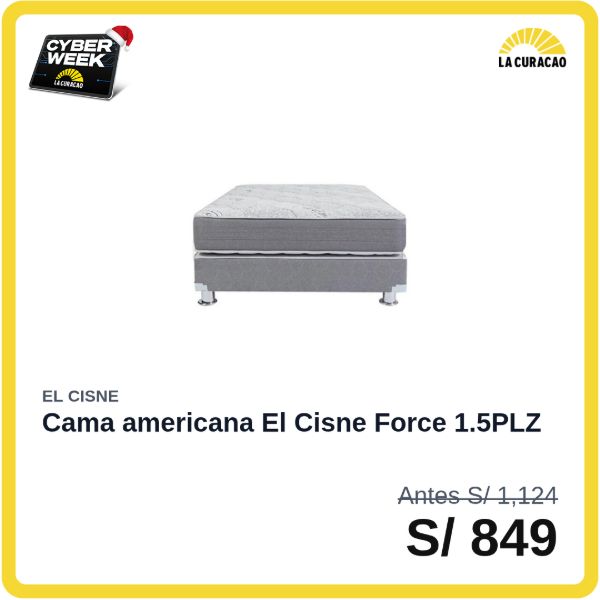 CYBER
WEEK
LA CURACAO
LA CURACAO
EL CISNE
Cama americana El Cisne Force 1.5PLZ
Antes S/ 1,124
S/ 849